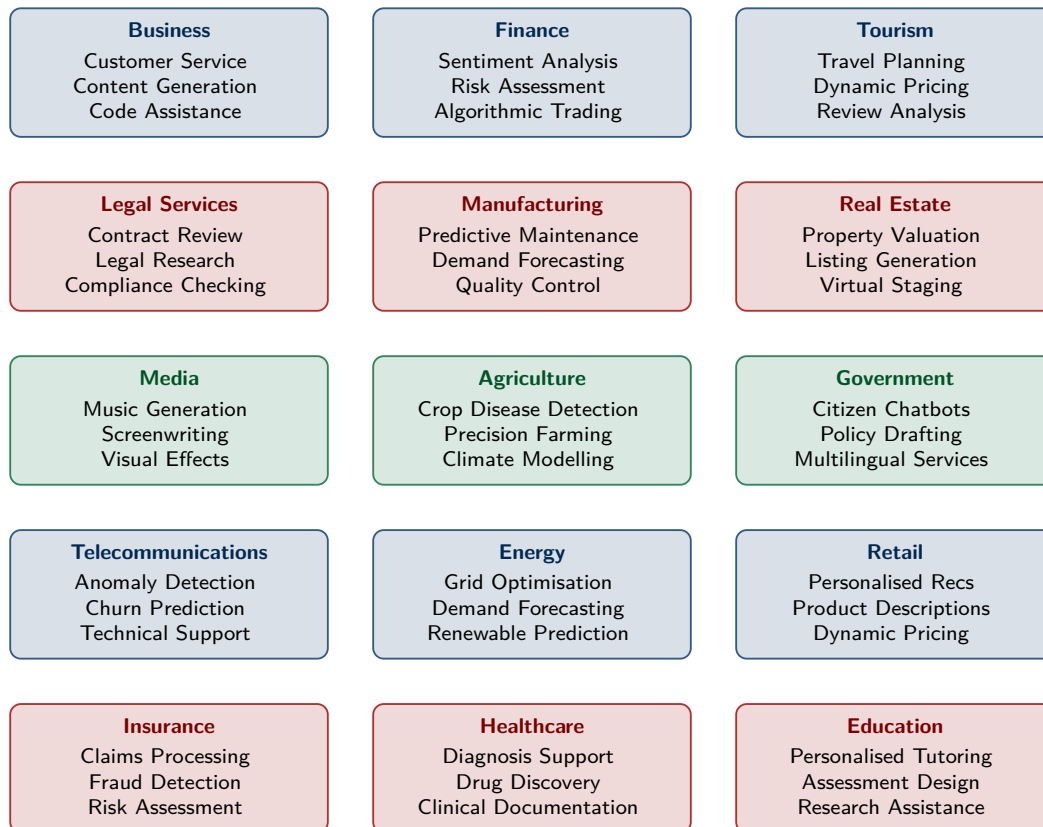 Business
Customer Service
Content Generation
Code Assistance
Finance
Sentiment Analysis
Risk Assessment
Algorithmic Trading
Tourism
Travel Planning
Dynamic Pricing
Review Analysis
Legal Services
Contract Review
Legal Research
Compliance Checking
Manufacturing
Predictive Maintenance
Demand Forecasting
Quality Control
Real Estate
Property Valuation
Listing Generation
Virtual Staging
Media
Music Generation
Screenwriting
Visual Effects
Agriculture
Crop Disease Detection
Precision Farming
Climate Modelling
Government
Citizen Chatbots
Policy Drafting
Multilingual Services
Telecommunications
Anomaly Detection
Churn Prediction
Technical Support
Energy
Grid Optimisation
Demand Forecasting
Renewable Prediction
Retail
Personalised Recs
Product Descriptions
Dynamic Pricing
Insurance
Claims Processing
Fraud Detection
Risk Assessment
Healthcare
Diagnosis Support
Drug Discovery
Clinical Documentation
Education
Personalised Tutoring
Assessment Design
Research Assistance